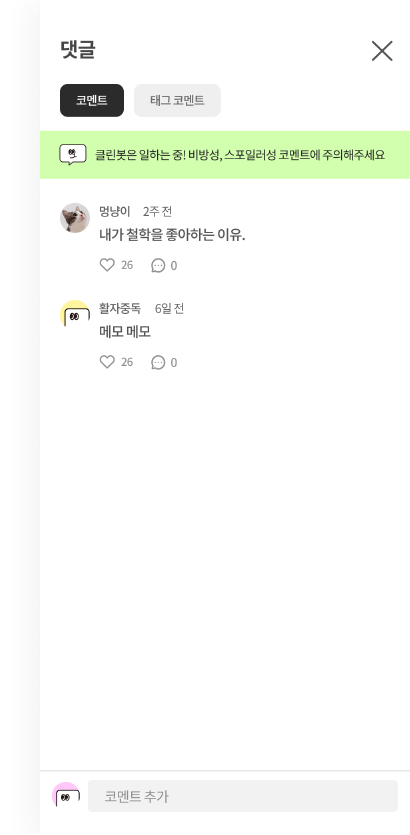 댓글
코멘트 태그 코멘트
클린봇은 일하는 중! 비방성, 스포일러성 코멘트에 주의해주세요
멍냥이 2주 전
내가 철학을 좋아하는 이유.
26 0
활자중독 6일 전
메모 메모
26 0
코멘트 추가